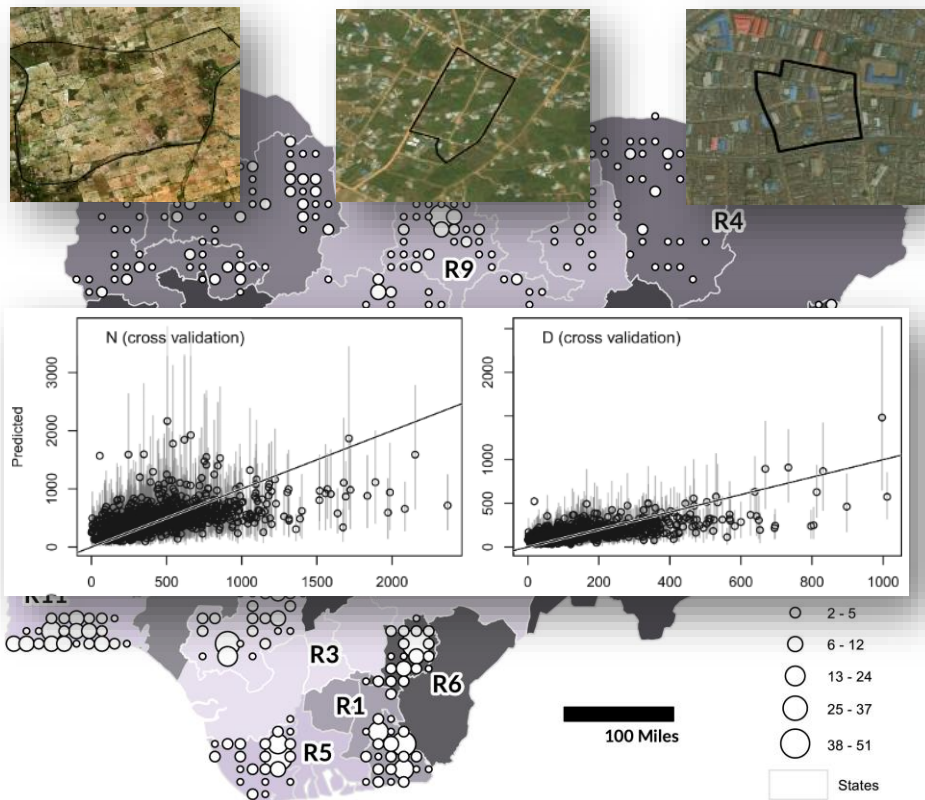 R4
R9
N (cross validation)
D (cross validation)
Predicted
3000
2000
1000
0
0
500
1000
1500
2000
2000
1000
500
0
0
200
400
600
800
1000
R11
R3
R6
R1
R5
100 Miles
2 - 5
6 - 12
13 - 24
25 - 37
38 - 51
States